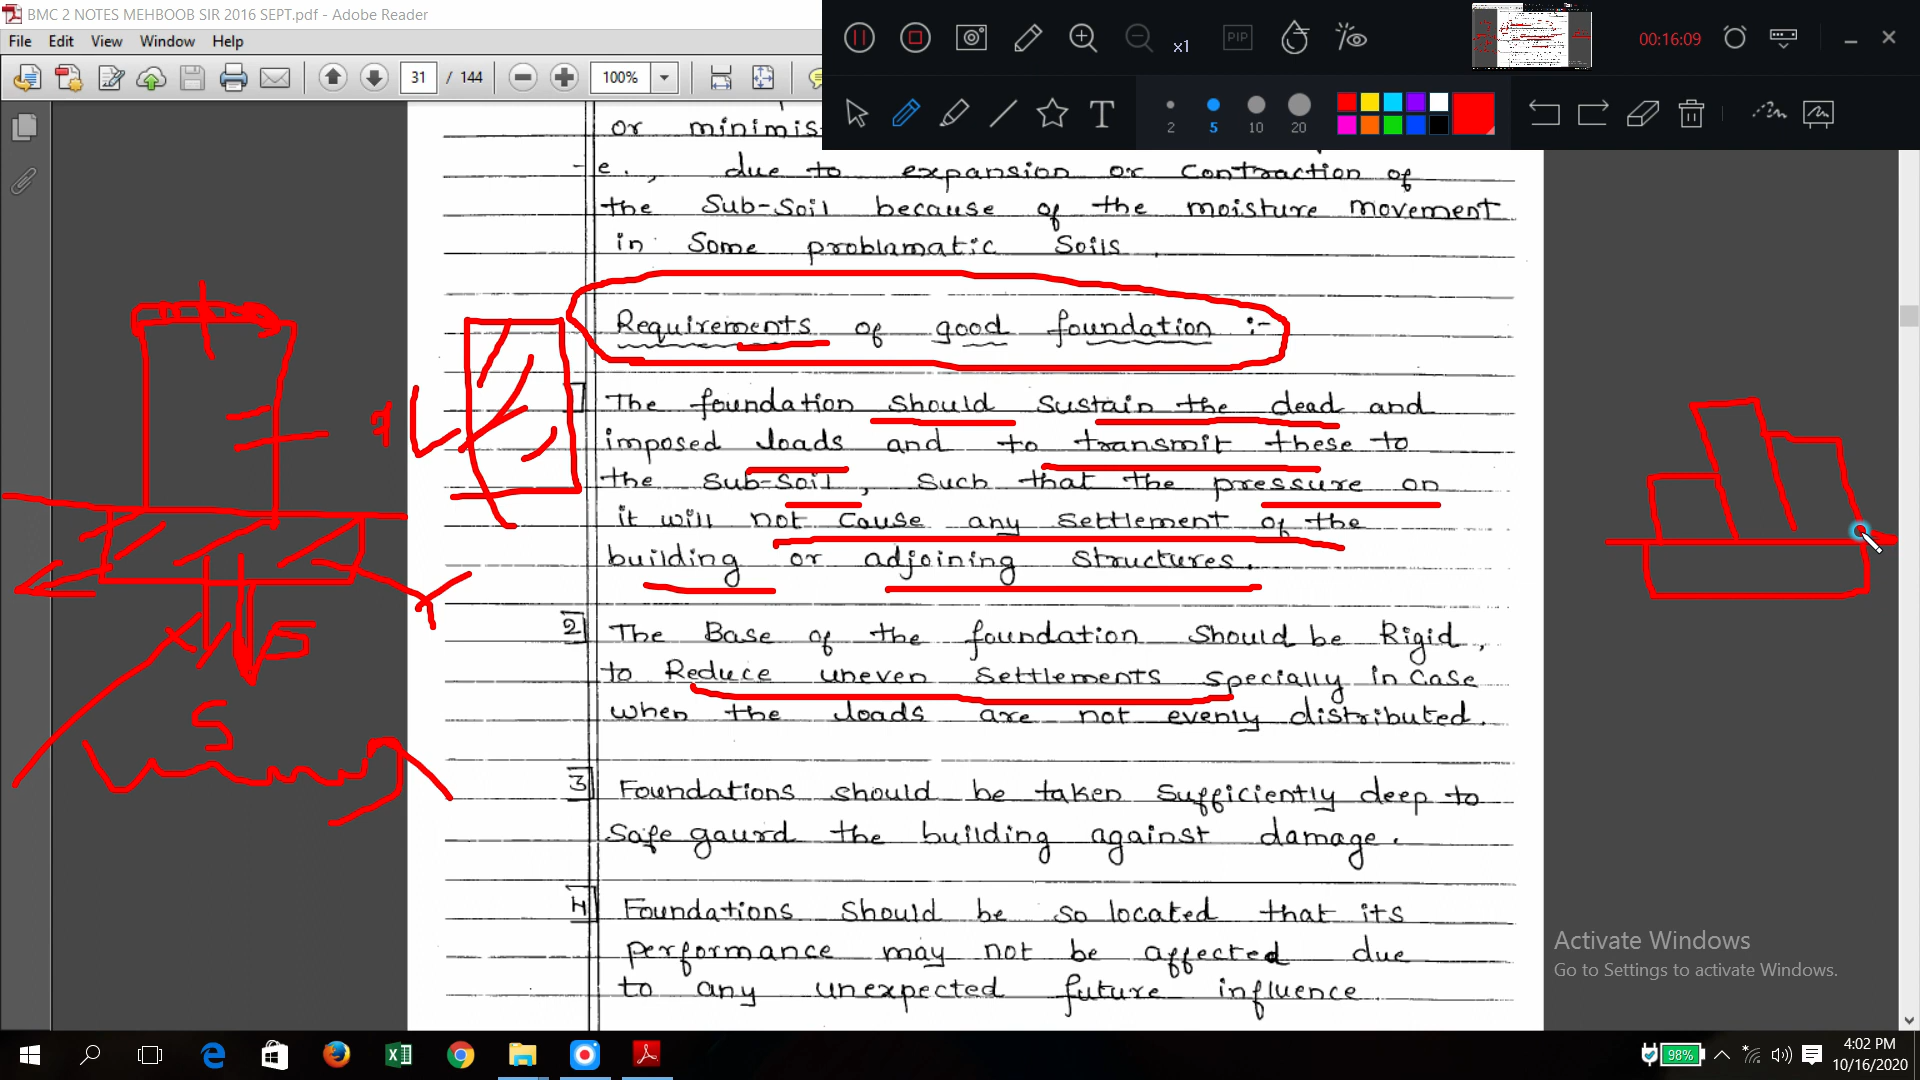 BMC 2 NOTES MEHBOOB SIR 2016 SEPT.pdf - Adobe Reader
File Edit View Window Help
31 / 144 100%
x1 PIP 00:16:09
T 2 5 10 20
or minimis
e., due to expansion or contraction of
the Sub-Soil because of the moisture movement
in Some problamatic Soils.
Requirements of good foundation :-
1 The foundation should sustain the dead and
imposed loads and to transmit these to
the Sub-Soil, Such that the pressure on
it will not cause any settlement of the
building or adjoining structures.
2 The Base of the foundation should be Rigid,
to Reduce uneven settlements specially in case
when the loads are not evenly distributed.
3 Foundations should be taken sufficiently deep to
safe gaurd the building against damage.
4 Foundations should be so located that its
performance may not be affected due
to any unexpected future influence
S
S
Activate Windows
Go to Settings to activate Windows.
98%
4:02 PM
10/16/2020